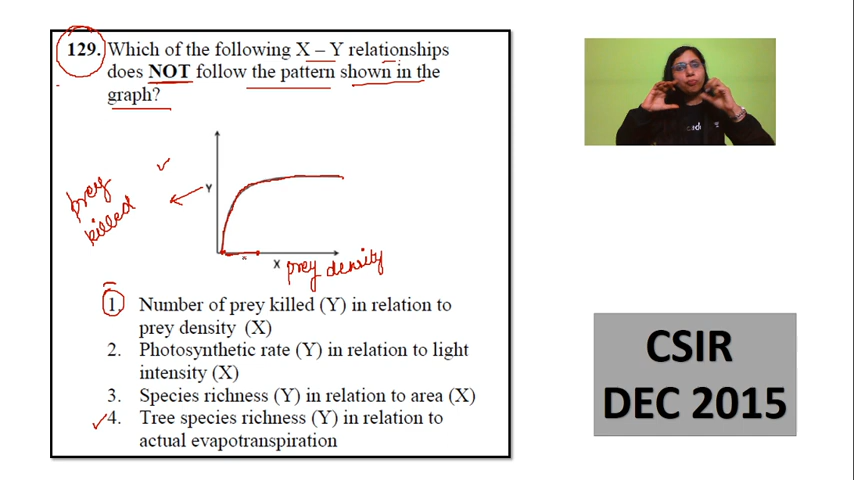 129. Which of the following X – Y relationships
does NOT follow the pattern shown in the
graph?
prey
killed
Y
X prey density
1. Number of prey killed (Y) in relation to
prey density (X)
2. Photosynthetic rate (Y) in relation to light
intensity (X)
3. Species richness (Y) in relation to area (X)
4. Tree species richness (Y) in relation to
actual evapotranspiration
CSIR
DEC 2015